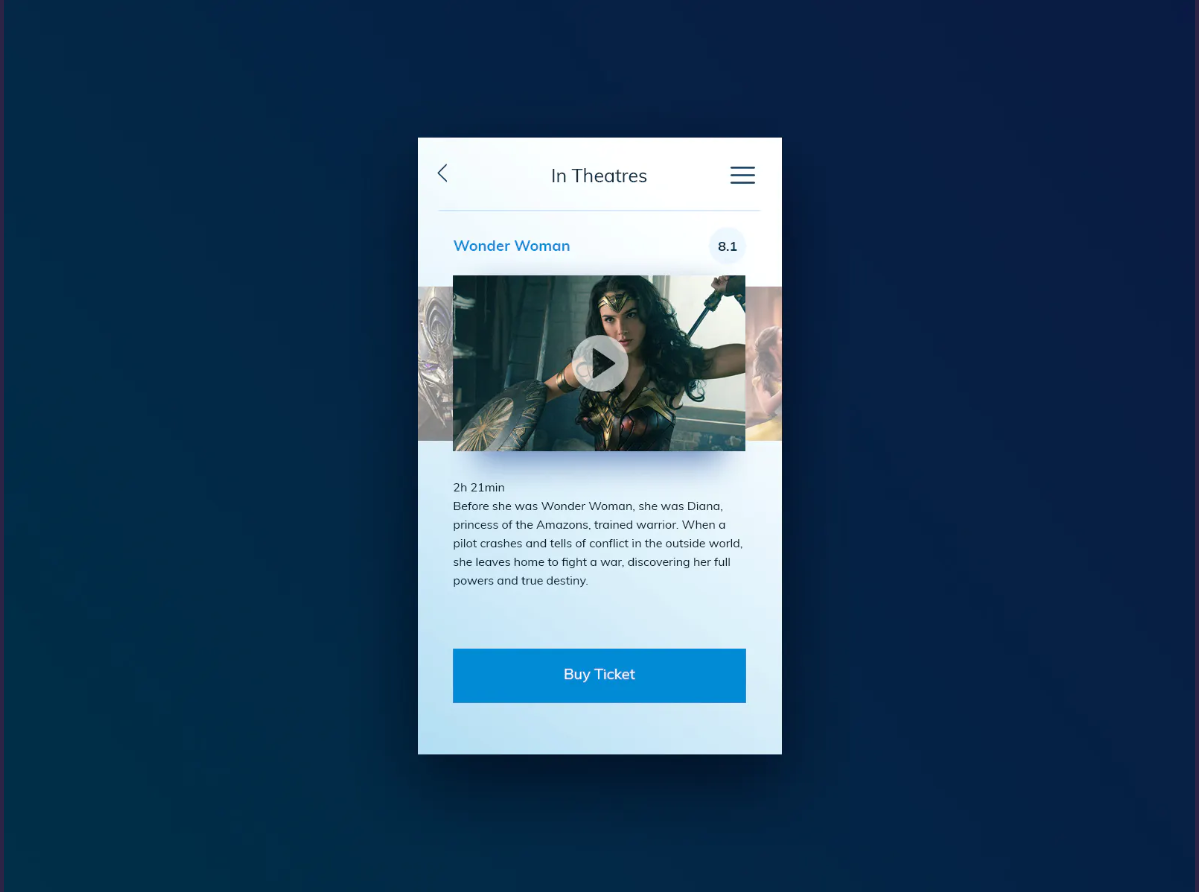 In Theatres
Wonder Woman
8.1
2h 21min
Before she was Wonder Woman, she was Diana,
princess of the Amazons, trained warrior. When a
pilot crashes and tells of conflict in the outside world,
she leaves home to fight a war, discovering her full
powers and true destiny.
Buy Ticket